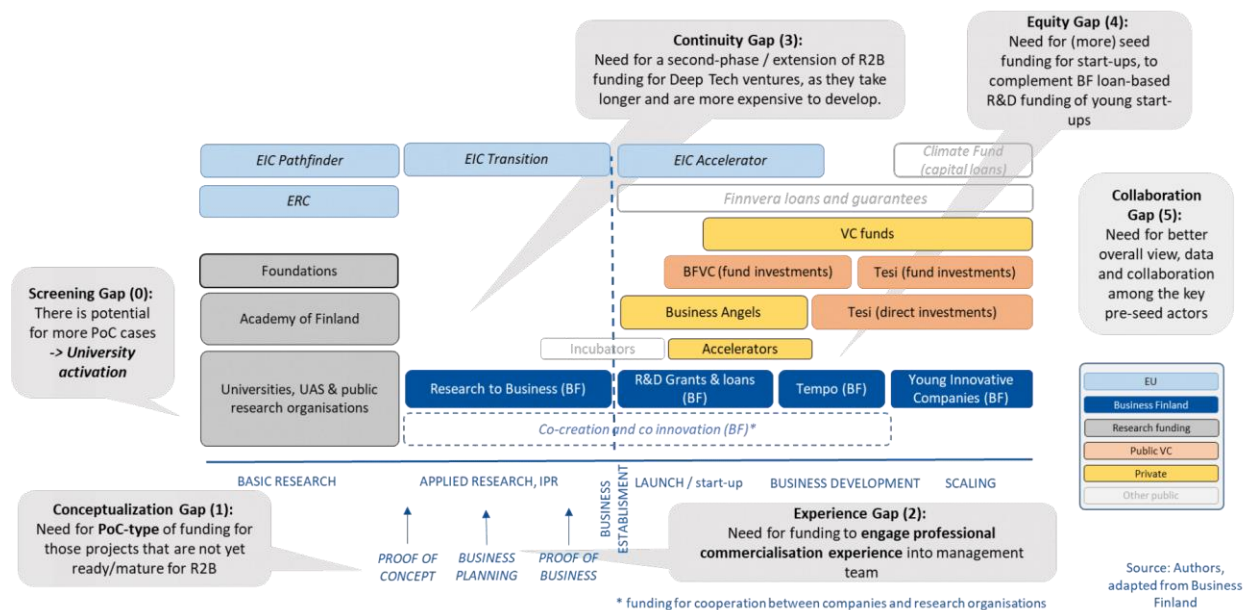 Continuity Gap (3):
Need for a second-phase / extension of R2B
funding for Deep Tech ventures, as they take
longer and are more expensive to develop.
Equity Gap (4):
Need for (more) seed
funding for start-ups, to
complement BF loan-based
R&D funding of young start-
ups
EIC Pathfinder
EIC Transition
EIC Accelerator
Climate Fund
(capital loans)
ERC
Finnvera loans and guarantees
VC funds
Foundations
BFVC (fund investments)
Tesi (fund investments)
Academy of Finland
Business Angels
Tesi (direct investments)
Incubators
Accelerators
Universities, UAS & public
research organisations
Research to Business (BF)
R&D Grants & loans
(BF)
Tempo (BF)
Young Innovative
Companies (BF)
Co-creation and co innovation (BF)*
Screening Gap (0):
There is potential
for more PoC cases
-> University
activation
Collaboration
Gap (5):
Need for better
overall view, data
and collaboration
among the key
pre-seed actors
EU
Business Finland
Research funding
Public VC
Private
Other public
BASIC RESEARCH
APPLIED RESEARCH, IPR
BUSINESS
ESTABLISMENT
LAUNCH / start-up
BUSINESS DEVELOPMENT
SCALING
Conceptualization Gap (1):
Need for PoC-type of funding for
those projects that are not yet
ready/mature for R2B
PROOF OF
CONCEPT
BUSINESS
PLANNING
PROOF OF
BUSINESS
Experience Gap (2):
Need for funding to engage professional
commercialisation experience into management
team
* funding for cooperation between companies and research organisations
Source: Authors,
adapted from Business
Finland